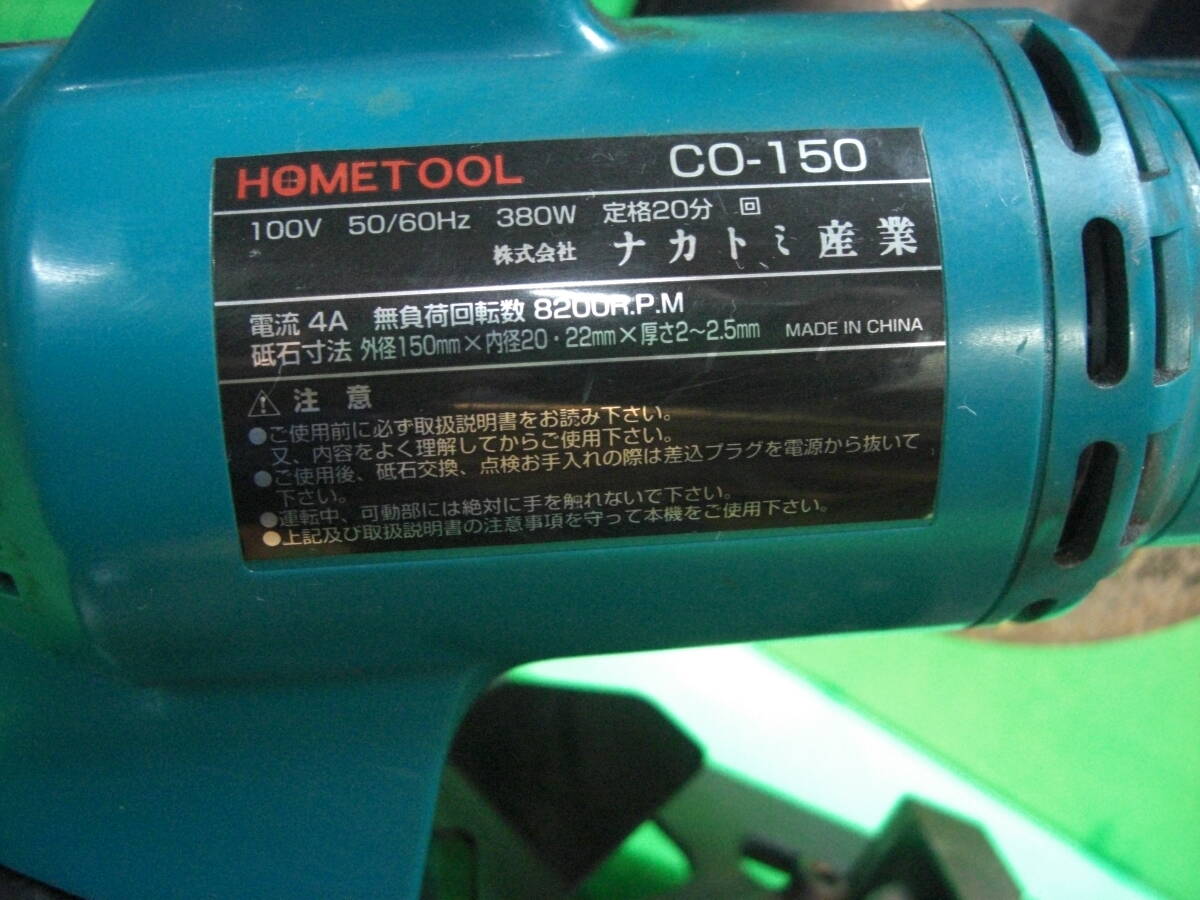 HOMETOOL CO-150
100V 50/60Hz 380W 定格20分 回
株式会社 ナカトミ産業
電流 4A 無負荷回転数 8200R.P.M
砥石寸法 外径150mm×内径20・22mm×厚さ2～2.5mm MADE IN CHINA
⚠ 注意
●ご使用前に必ず取扱説明書をお読み下さい。
又、内容をよく理解してからご使用下さい。
●ご使用後、砥石交換、点検お手入れの際は差込プラグを電源から抜いて
下さい。
●運転中、可動部には絶対に手を触れないで下さい。
●上記及び取扱説明書の注意事項を守って本機をご使用下さい。